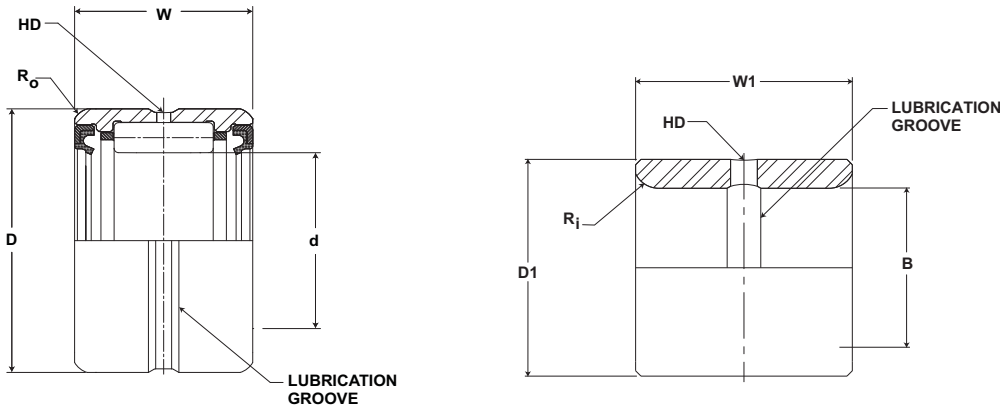 W
HD
Ro
D
d
LUBRICATION
GROOVE
W1
HD
LUBRICATION
GROOVE
Ri
D1
B